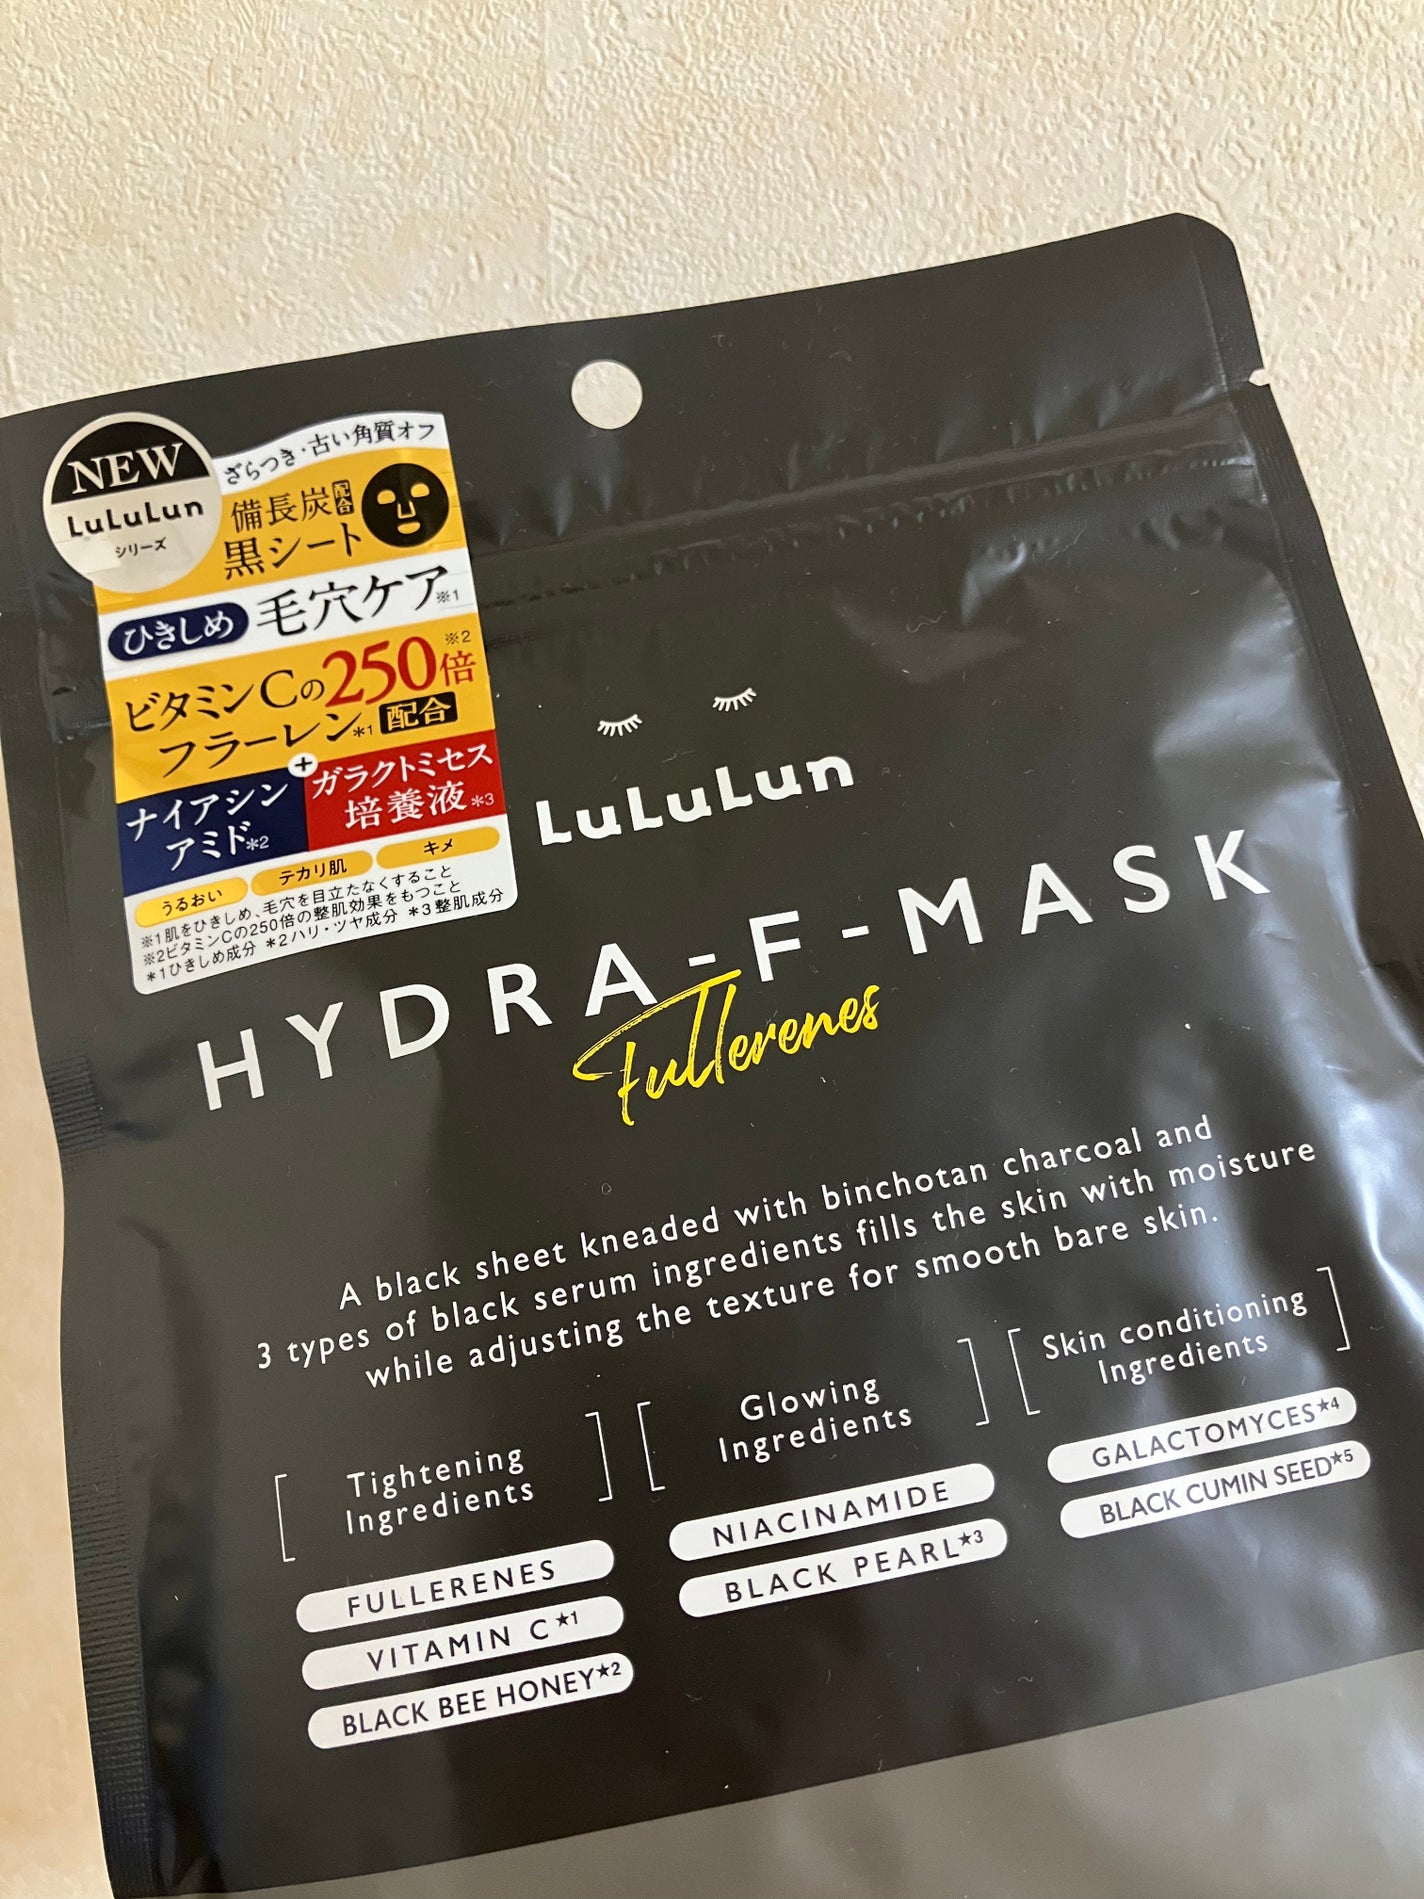 NEW
LuLuLun
シリーズ
ざらつき・古い角質オフ
備長炭配合
黒シート
ひきしめ 毛穴ケア※1
ビタミンCの250倍※2
フラーレン*1 配合
+
ナイアシン
アミド*2
ガラクトミセス
培養液*3
うるおい テカリ肌 キメ
※1肌をひきしめ、毛穴を目立たなくすること
※2ビタミンCの250倍の整肌効果をもつこと
*1ひきしめ成分 *2ハリ・ツヤ成分 *3整肌成分
LuLuLun
HYDRA-F-MASK
Fullerenes
A black sheet kneaded with binchotan charcoal and
3 types of black serum ingredients fills the skin with moisture
while adjusting the texture for smooth bare skin.
Tightening
Ingredients
FULLERENES
VITAMIN C★1
BLACK BEE HONEY★2
Glowing
Ingredients
NIACINAMIDE
BLACK PEARL★3
Skin conditioning
Ingredients
GALACTOMYCES★4
BLACK CUMIN SEED★5